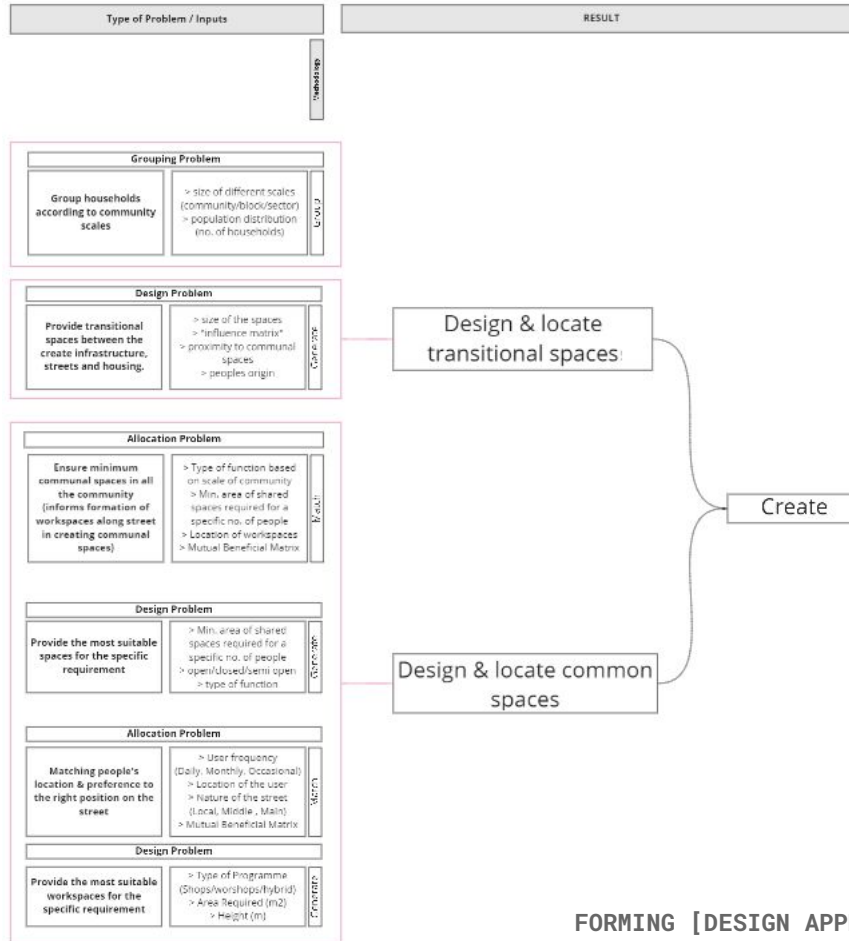 Type of Problem / Inputs
RESULT
Methodology
Grouping Problem
Group households
according to community
scales
> size of different scales
(community/block/sector)
> population distribution
(no. of households)
Group
Design Problem
Provide transitional
spaces between the
create infrastructure,
streets and housing.
> size of the spaces
> "influence matrix"
> proximity to communal
spaces
> peoples origin
Generate
Design & locate
transitional spaces
Allocation Problem
Ensure minimum
communal spaces in all
the community
(informs formation of
workspaces along street
in creating communal
spaces)
> Type of function based
on scale of community
> Min. area of shared
spaces required for a
specific no. of people
> Location of workspaces
> Mutual Beneficial Matrix
Match
Create
Design Problem
Provide the most suitable
spaces for the specific
requirement
> Min. area of shared
spaces required for a
specific no. of people
> open/closed/semi open
> type of function
Generate
Design & locate common
spaces
Allocation Problem
Matching people's
location & preference to
the right position on the
street
> User frequency
(Daily, Monthly, Occasional)
> Location of the user
> Nature of the street
(Local, Middle , Main)
> Mutual Beneficial Matrix
Match
Design Problem
Provide the most suitable
workspaces for the
specific requirement
> Type of Programme
(Shops/worshops/hybrid)
> Area Required (m2)
> Height (m)
Generate
FORMING [DESIGN APP